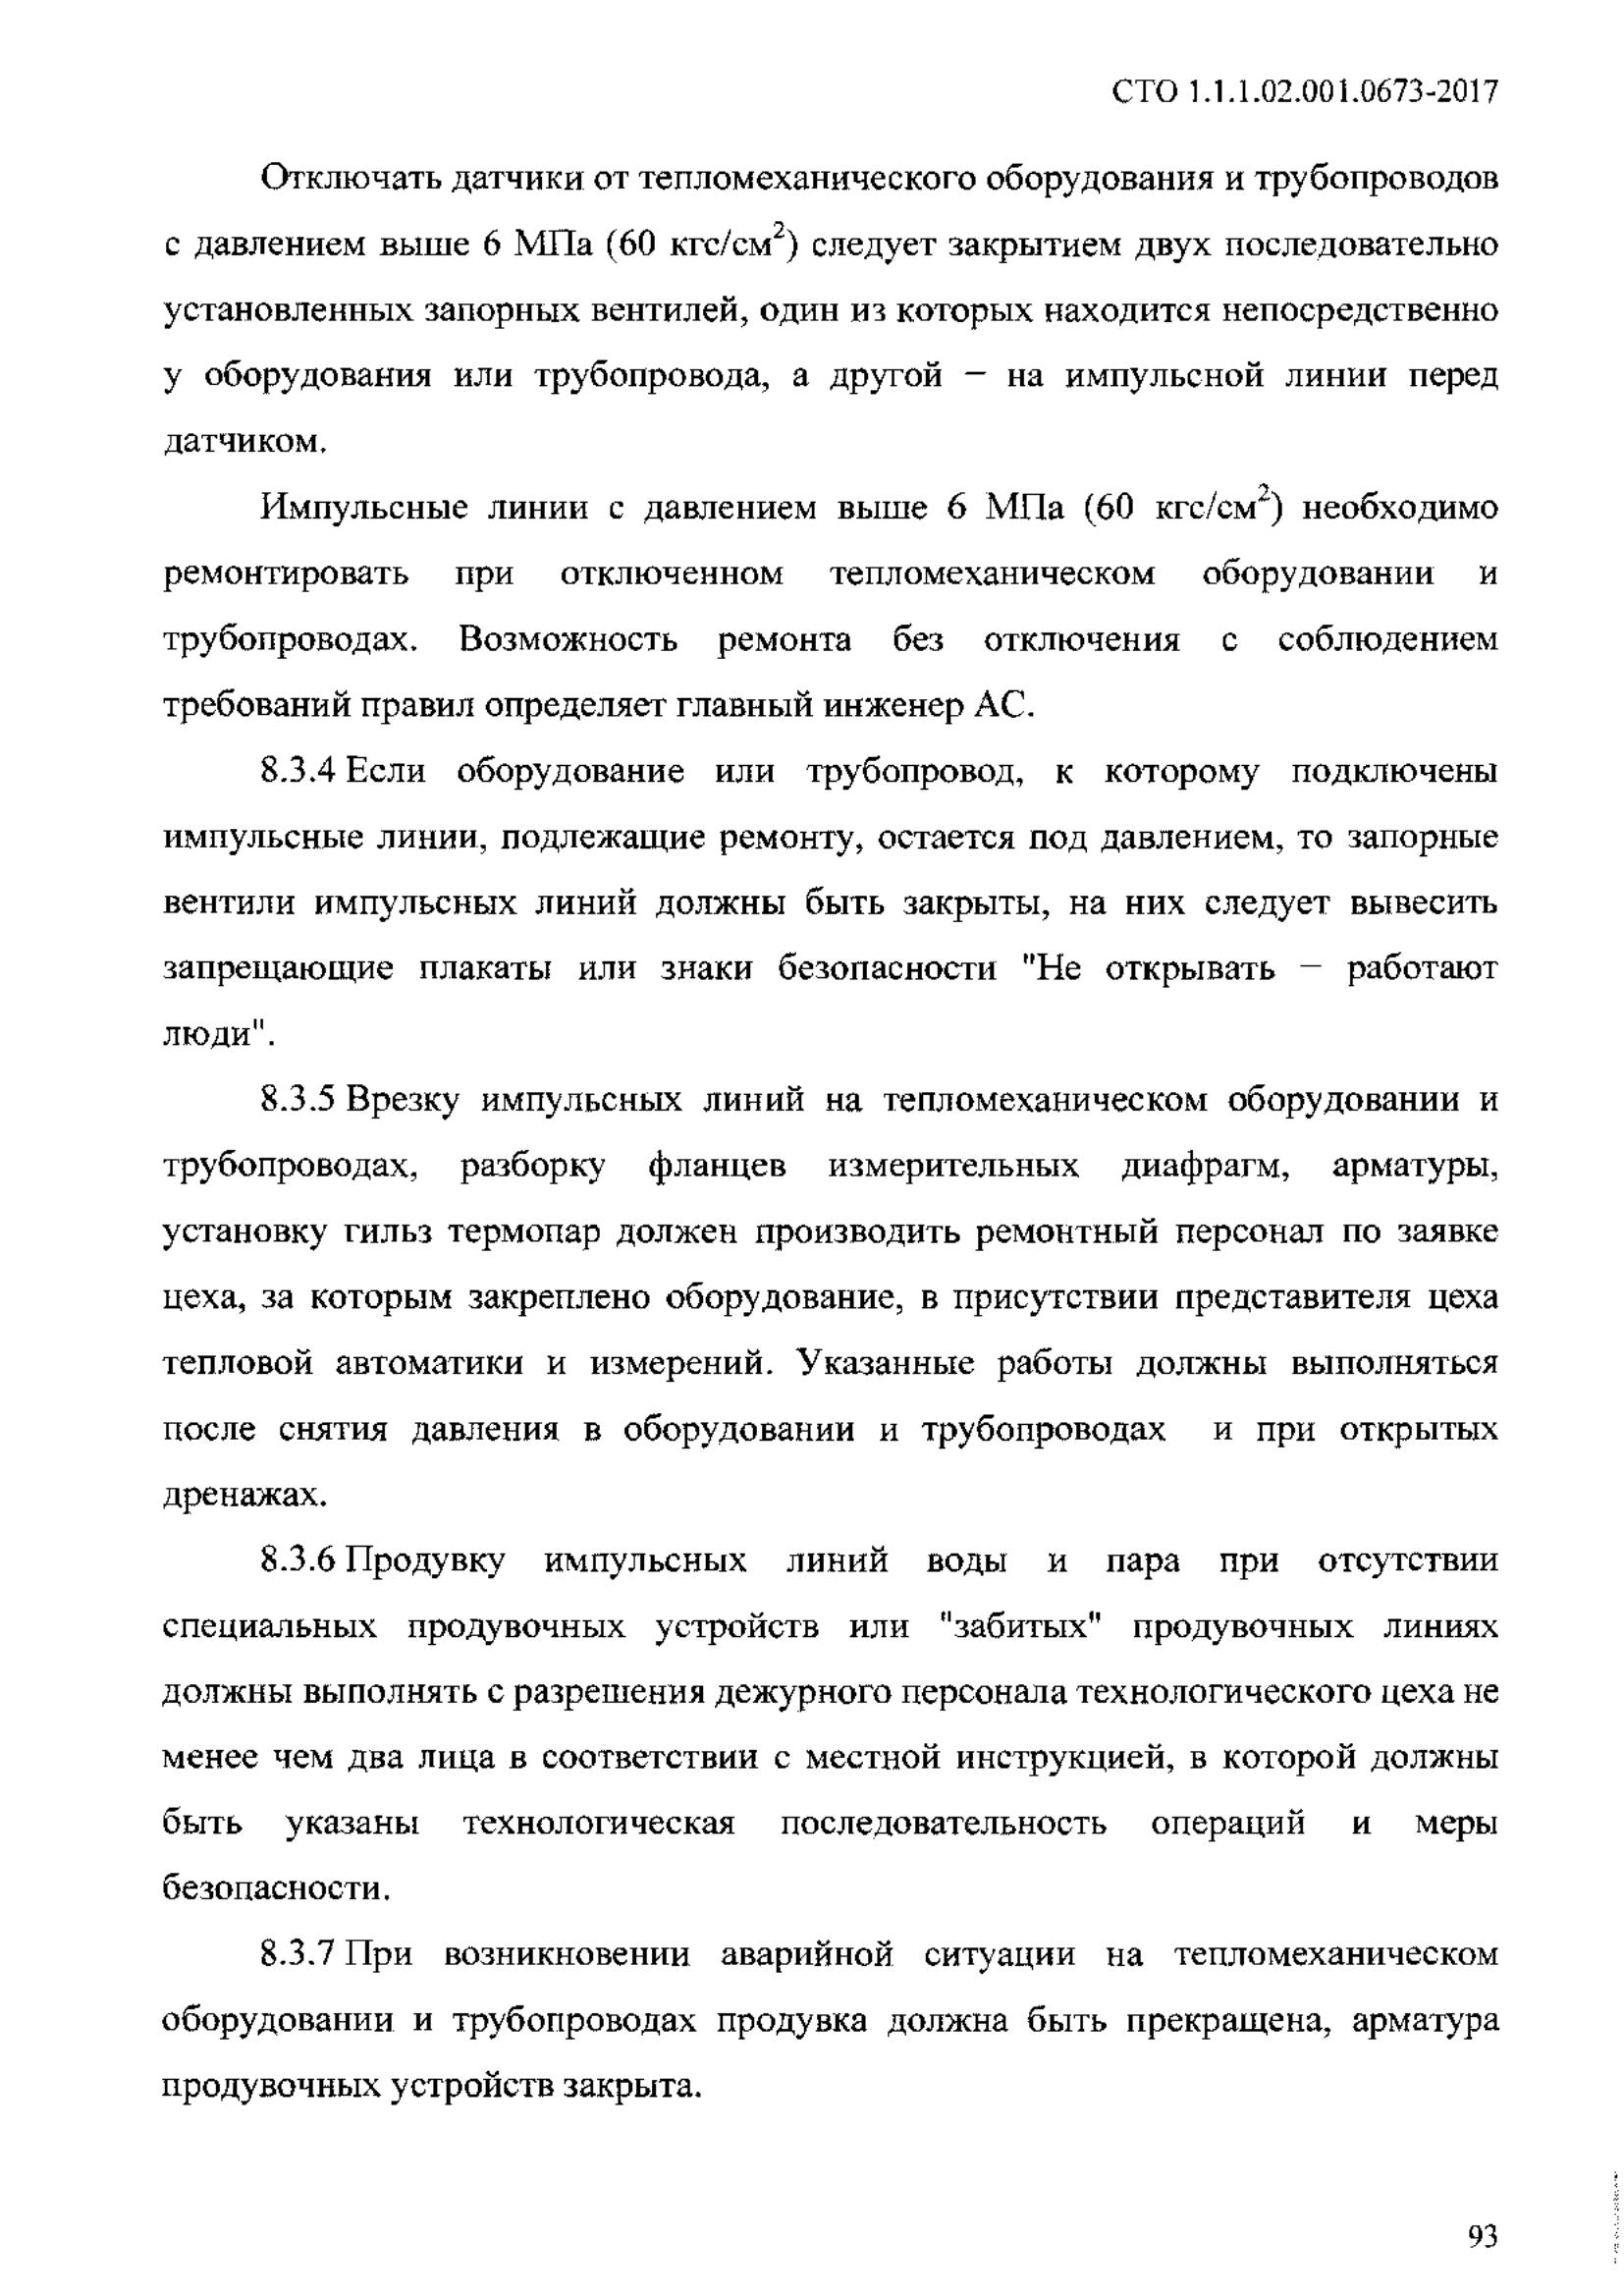 СТО 1.1.1.02.001.0673-2017
Отключать датчики от тепломеханического оборудования и трубопроводов
с давлением выше 6 МПа (60 кгс/см²) следует закрытием двух последовательно
установленных запорных вентилей, один из которых находится непосредственно
у оборудования или трубопровода, а другой – на импульсной линии перед
датчиком.
Импульсные линии с давлением выше 6 МПа (60 кгс/см²) необходимо
ремонтировать при отключенном тепломеханическом оборудовании и
трубопроводах. Возможность ремонта без отключения с соблюдением
требований правил определяет главный инженер АС.
8.3.4 Если оборудование или трубопровод, к которому подключены
импульсные линии, подлежащие ремонту, остается под давлением, то запорные
вентили импульсных линий должны быть закрыты, на них следует вывесить
запрещающие плакаты или знаки безопасности "Не открывать – работают
люди".
8.3.5 Врезку импульсных линий на тепломеханическом оборудовании и
трубопроводах, разборку фланцев измерительных диафрагм, арматуры,
установку гильз термопар должен производить ремонтный персонал по заявке
цеха, за которым закреплено оборудование, в присутствии представителя цеха
тепловой автоматики и измерений. Указанные работы должны выполняться
после снятия давления в оборудовании и трубопроводах и при открытых
дренажах.
8.3.6 Продувку импульсных линий воды и пара при отсутствии
специальных продувочных устройств или "забитых" продувочных линиях
должны выполнять с разрешения дежурного персонала технологического цеха не
менее чем два лица в соответствии с местной инструкцией, в которой должны
быть указаны технологическая последовательность операций и меры
безопасности.
8.3.7 При возникновении аварийной ситуации на тепломеханическом
оборудовании и трубопроводах продувка должна быть прекращена, арматура
продувочных устройств закрыта.
93